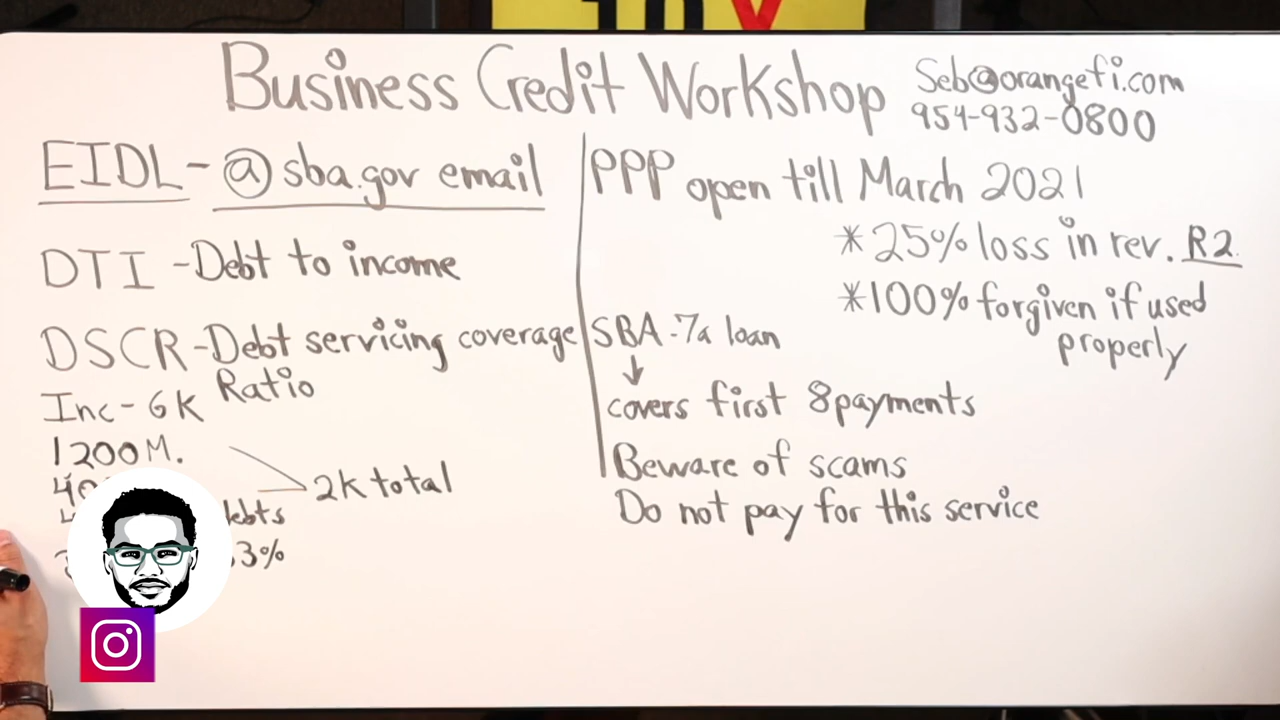 Business Credit Workshop
Seb@orangefi.com
954-932-0800
EIDL - @sba.gov email
DTI - Debt to income
DSCR - Debt servicing coverage
Ratio
Inc - 6K
1200 M.
2k total
3%
PPP open till March 2021
*25% loss in rev. R2
*100% forgiven if used
properly
SBA - 7a loan
↓
covers first 8 payments
Beware of scams
Do not pay for this service